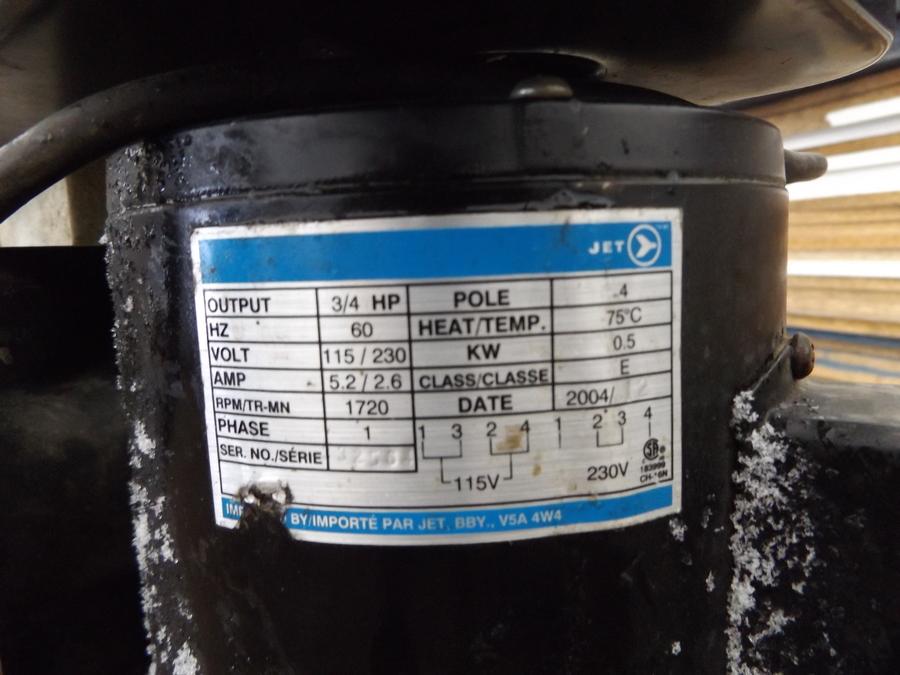 JET
OUTPUT 3/4 HP POLE 4
HZ 60 HEAT/TEMP. 75°C
VOLT 115 / 230 KW 0.5
AMP 5.2 / 2.6 CLASS/CLASSE E
RPM/TR-MN 1720 DATE 2004/
PHASE 1
1 3 2 4 1 2 3 4
SER. NO./SÉRIE
115V 230V
183999
BY/IMPORTÉ PAR JET, BBY., V5A 4W4